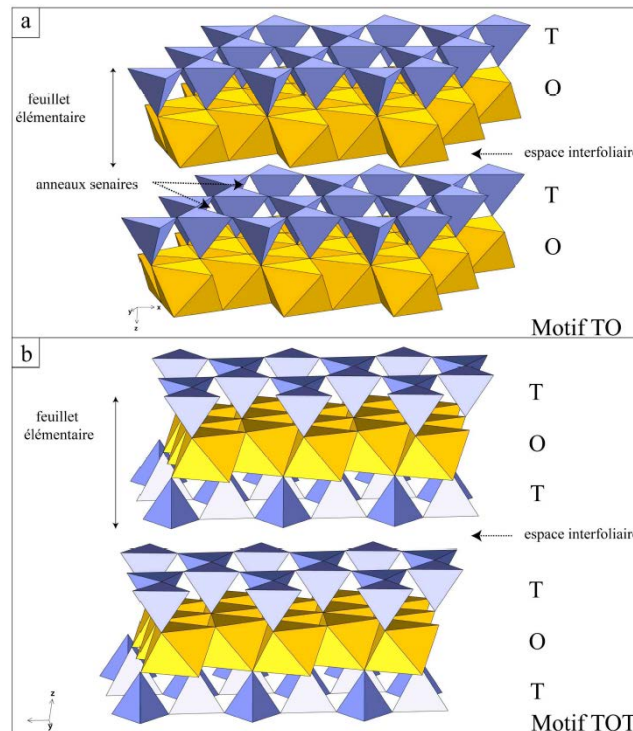 a
T
feuillet
élémentaire
O
espace interfoliaire
anneaux senaires
T
O
y
x
z
Motif TO
b
feuillet
élémentaire
T
O
T
espace interfoliaire
T
O
T
z
y
Motif TOT